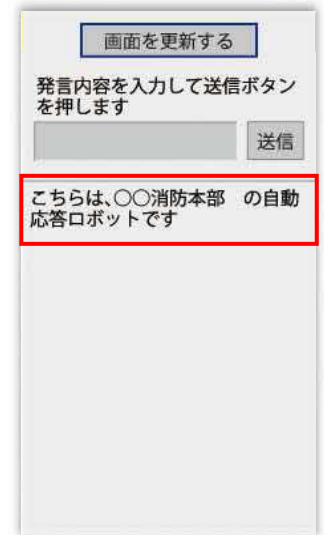 画面を更新する
発言内容を入力して送信ボタン
を押します
送信
こちらは、〇〇消防本部　の自動
応答ロボットです